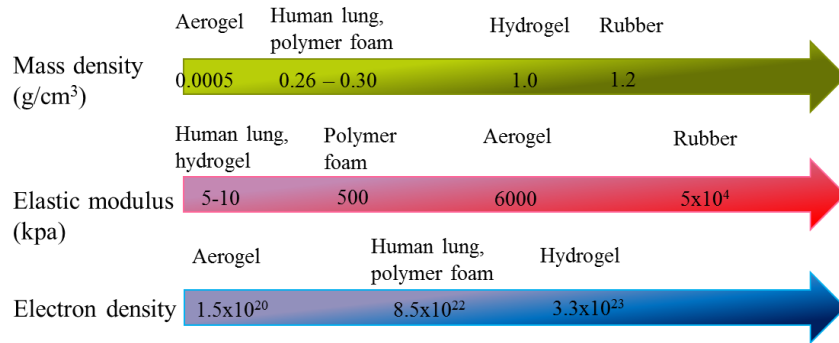 Aerogel
Human lung,
polymer foam
Hydrogel
Rubber
Mass density
(g/cm³)
0.0005
0.26 – 0.30
1.0
1.2
Human lung,
hydrogel
Polymer
foam
Aerogel
Rubber
Elastic modulus
(kpa)
5-10
500
6000
5x10⁴
Aerogel
Human lung,
polymer foam
Hydrogel
Electron density
1.5x10²⁰
8.5x10²²
3.3x10²³